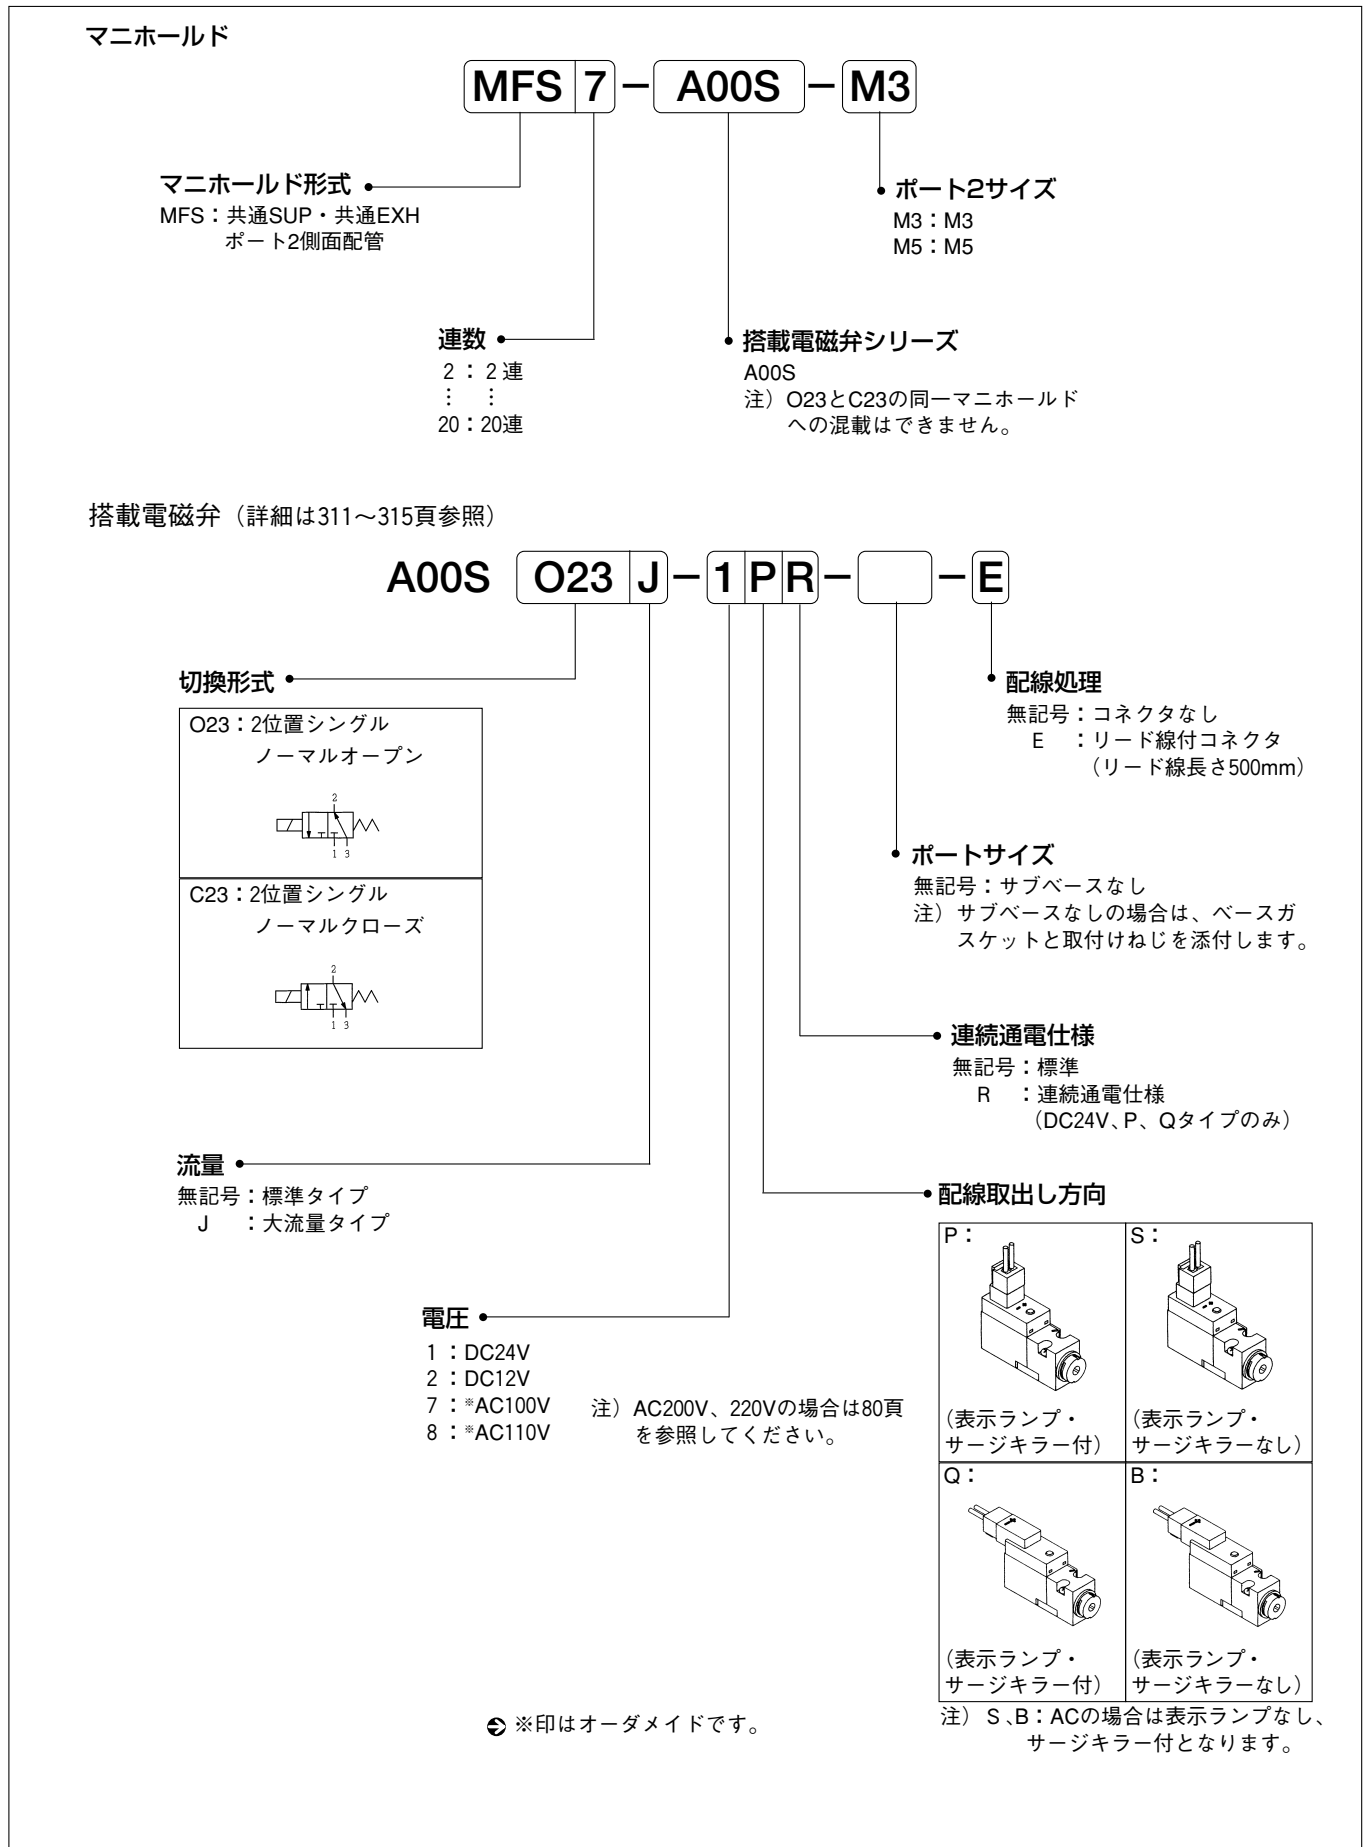 マニホールド
MFS 7 − A00S − M3
マニホールド形式
MFS：共通SUP・共通EXH
ポート2側面配管
ポート2サイズ
M3：M3
M5：M5
連数
2 ： 2 連
⋮ ⋮
20：20連
搭載電磁弁シリーズ
A00S
注）O23とC23の同一マニホールド
への混載はできません。
搭載電磁弁（詳細は311～315頁参照）
A00S O23 J − 1 P R − − E
切換形式
O23：2位置シングル
ノーマルオープン
2
1 3
C23：2位置シングル
ノーマルクローズ
2
1 3
配線処理
無記号：コネクタなし
E ：リード線付コネクタ
（リード線長さ500mm）
ポートサイズ
無記号：サブベースなし
注）サブベースなしの場合は、ベースガ
スケットと取付けねじを添付します。
連続通電仕様
無記号：標準
R ：連続通電仕様
（DC24V、P、Qタイプのみ）
流量
無記号：標準タイプ
J ：大流量タイプ
配線取出し方向
P：
（表示ランプ・
サージキラー付）
S：
（表示ランプ・
サージキラーなし）
Q：
（表示ランプ・
サージキラー付）
B：
（表示ランプ・
サージキラーなし）
注） S、B：ACの場合は表示ランプなし、
サージキラー付となります。
電圧
1 ：DC24V
2 ：DC12V
7 ：※AC100V
8 ：※AC110V
注）AC200V、220Vの場合は80頁
を参照してください。
※印はオーダメイドです。